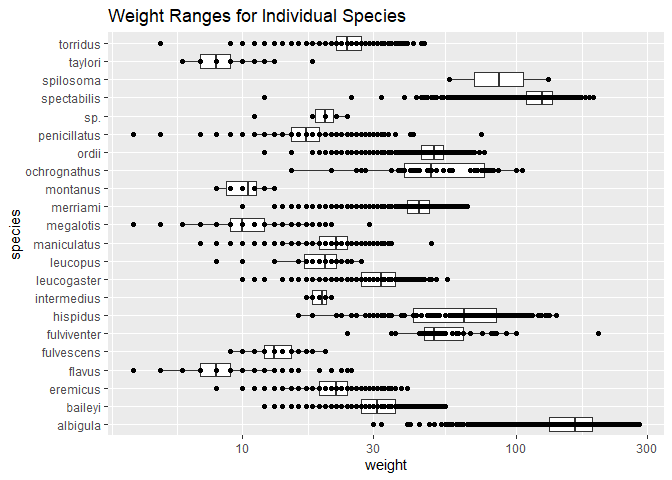 Weight Ranges for Individual Species
species
torridus
taylori
spilosoma
spectabilis
sp.
penicillatus
ordii
ochrognathus
montanus
merriami
megalotis
maniculatus
leucopus
leucogaster
intermedius
hispidus
fulviventer
fulvescens
flavus
eremicus
baileyi
albigula
10 30 100 300
weight